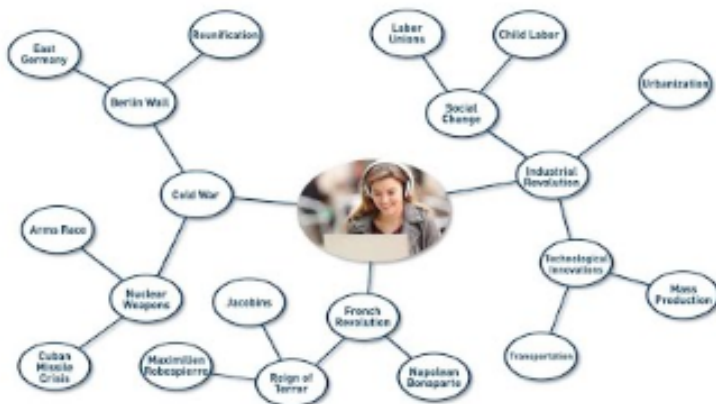 East
Germany
Reunification
Berlin Wall
Cold War
Arms Race
Nuclear
Weapons
Cuban
Missile
Crisis
Labor
Unions
Child Labor
Social
Change
Urbanization
Industrial
Revolution
Technological
Innovations
Mass
Production
Transportation
French
Revolution
Jacobins
Maximilien
Robespierre
Reign of
Terror
Napoleon
Bonaparte